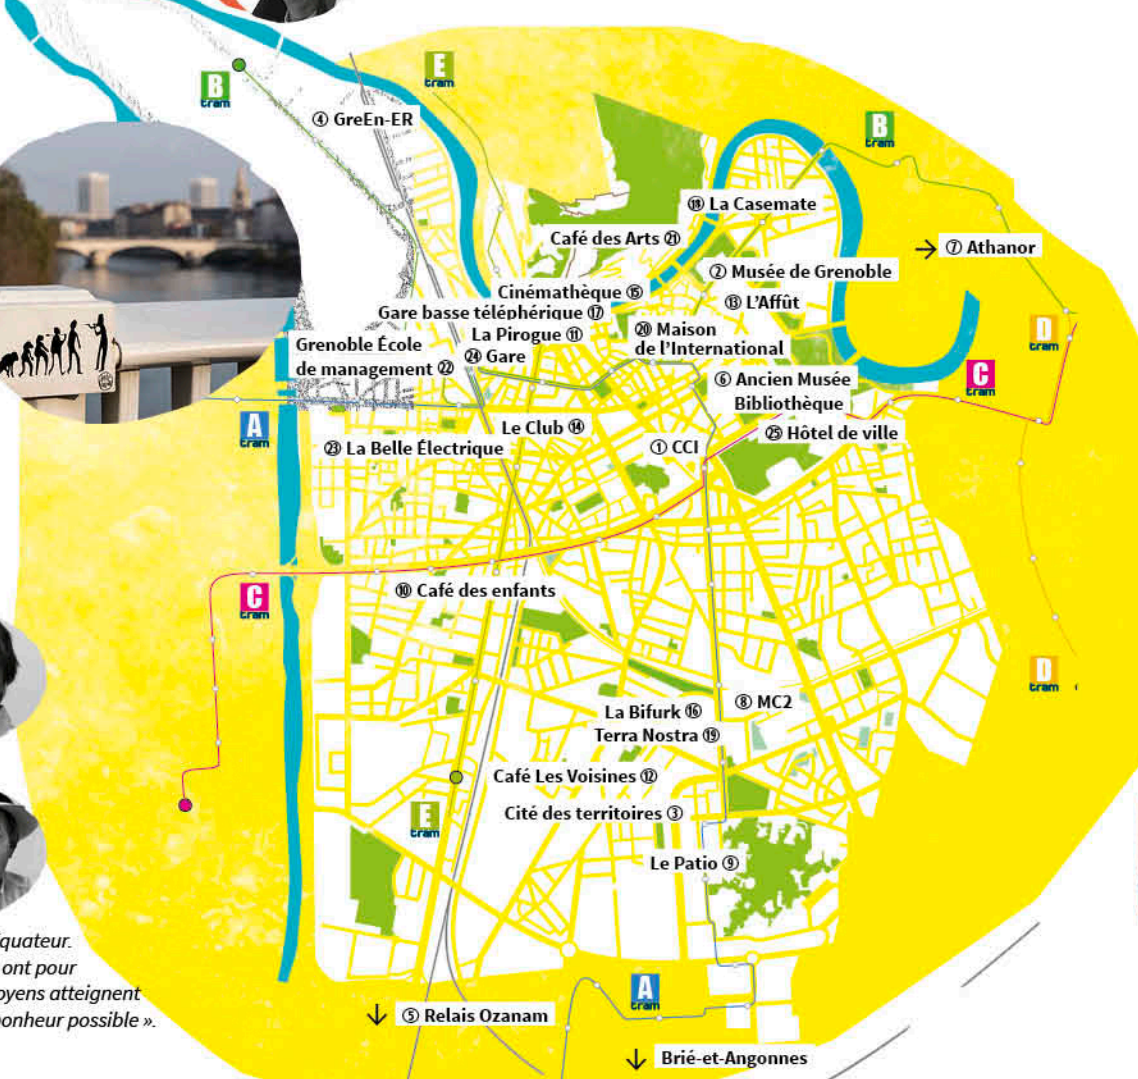 E
tram
B
tram
④ GreEn-ER
B
tram
⑱ La Casemate
Café des Arts ㉑
→ ⑦ Athanor
② Musée de Grenoble
Cinémathèque ⑮
⑬ L'Affût
Gare basse téléphérique ⑰
La Pirogue ⑪
⑳ Maison
de l'International
D
tram
Grenoble École
de management ㉒
㉔ Gare
C
tram
⑥ Ancien Musée
Bibliothèque
A
tram
Le Club ⑭
㉕ Hôtel de ville
㉓ La Belle Électrique
① CCI
C
tram
⑩ Café des enfants
D
tram
⑧ MC2
La Bifurk ⑯
Terra Nostra ⑲
Café Les Voisines ⑫
Cité des territoires ③
E
tram
Le Patio ⑨
quateur.
ont pour
oyens atteignent
onheur possible ».
A
tram
↓ ⑤ Relais Ozanam
↓ Brié-et-Angonnes